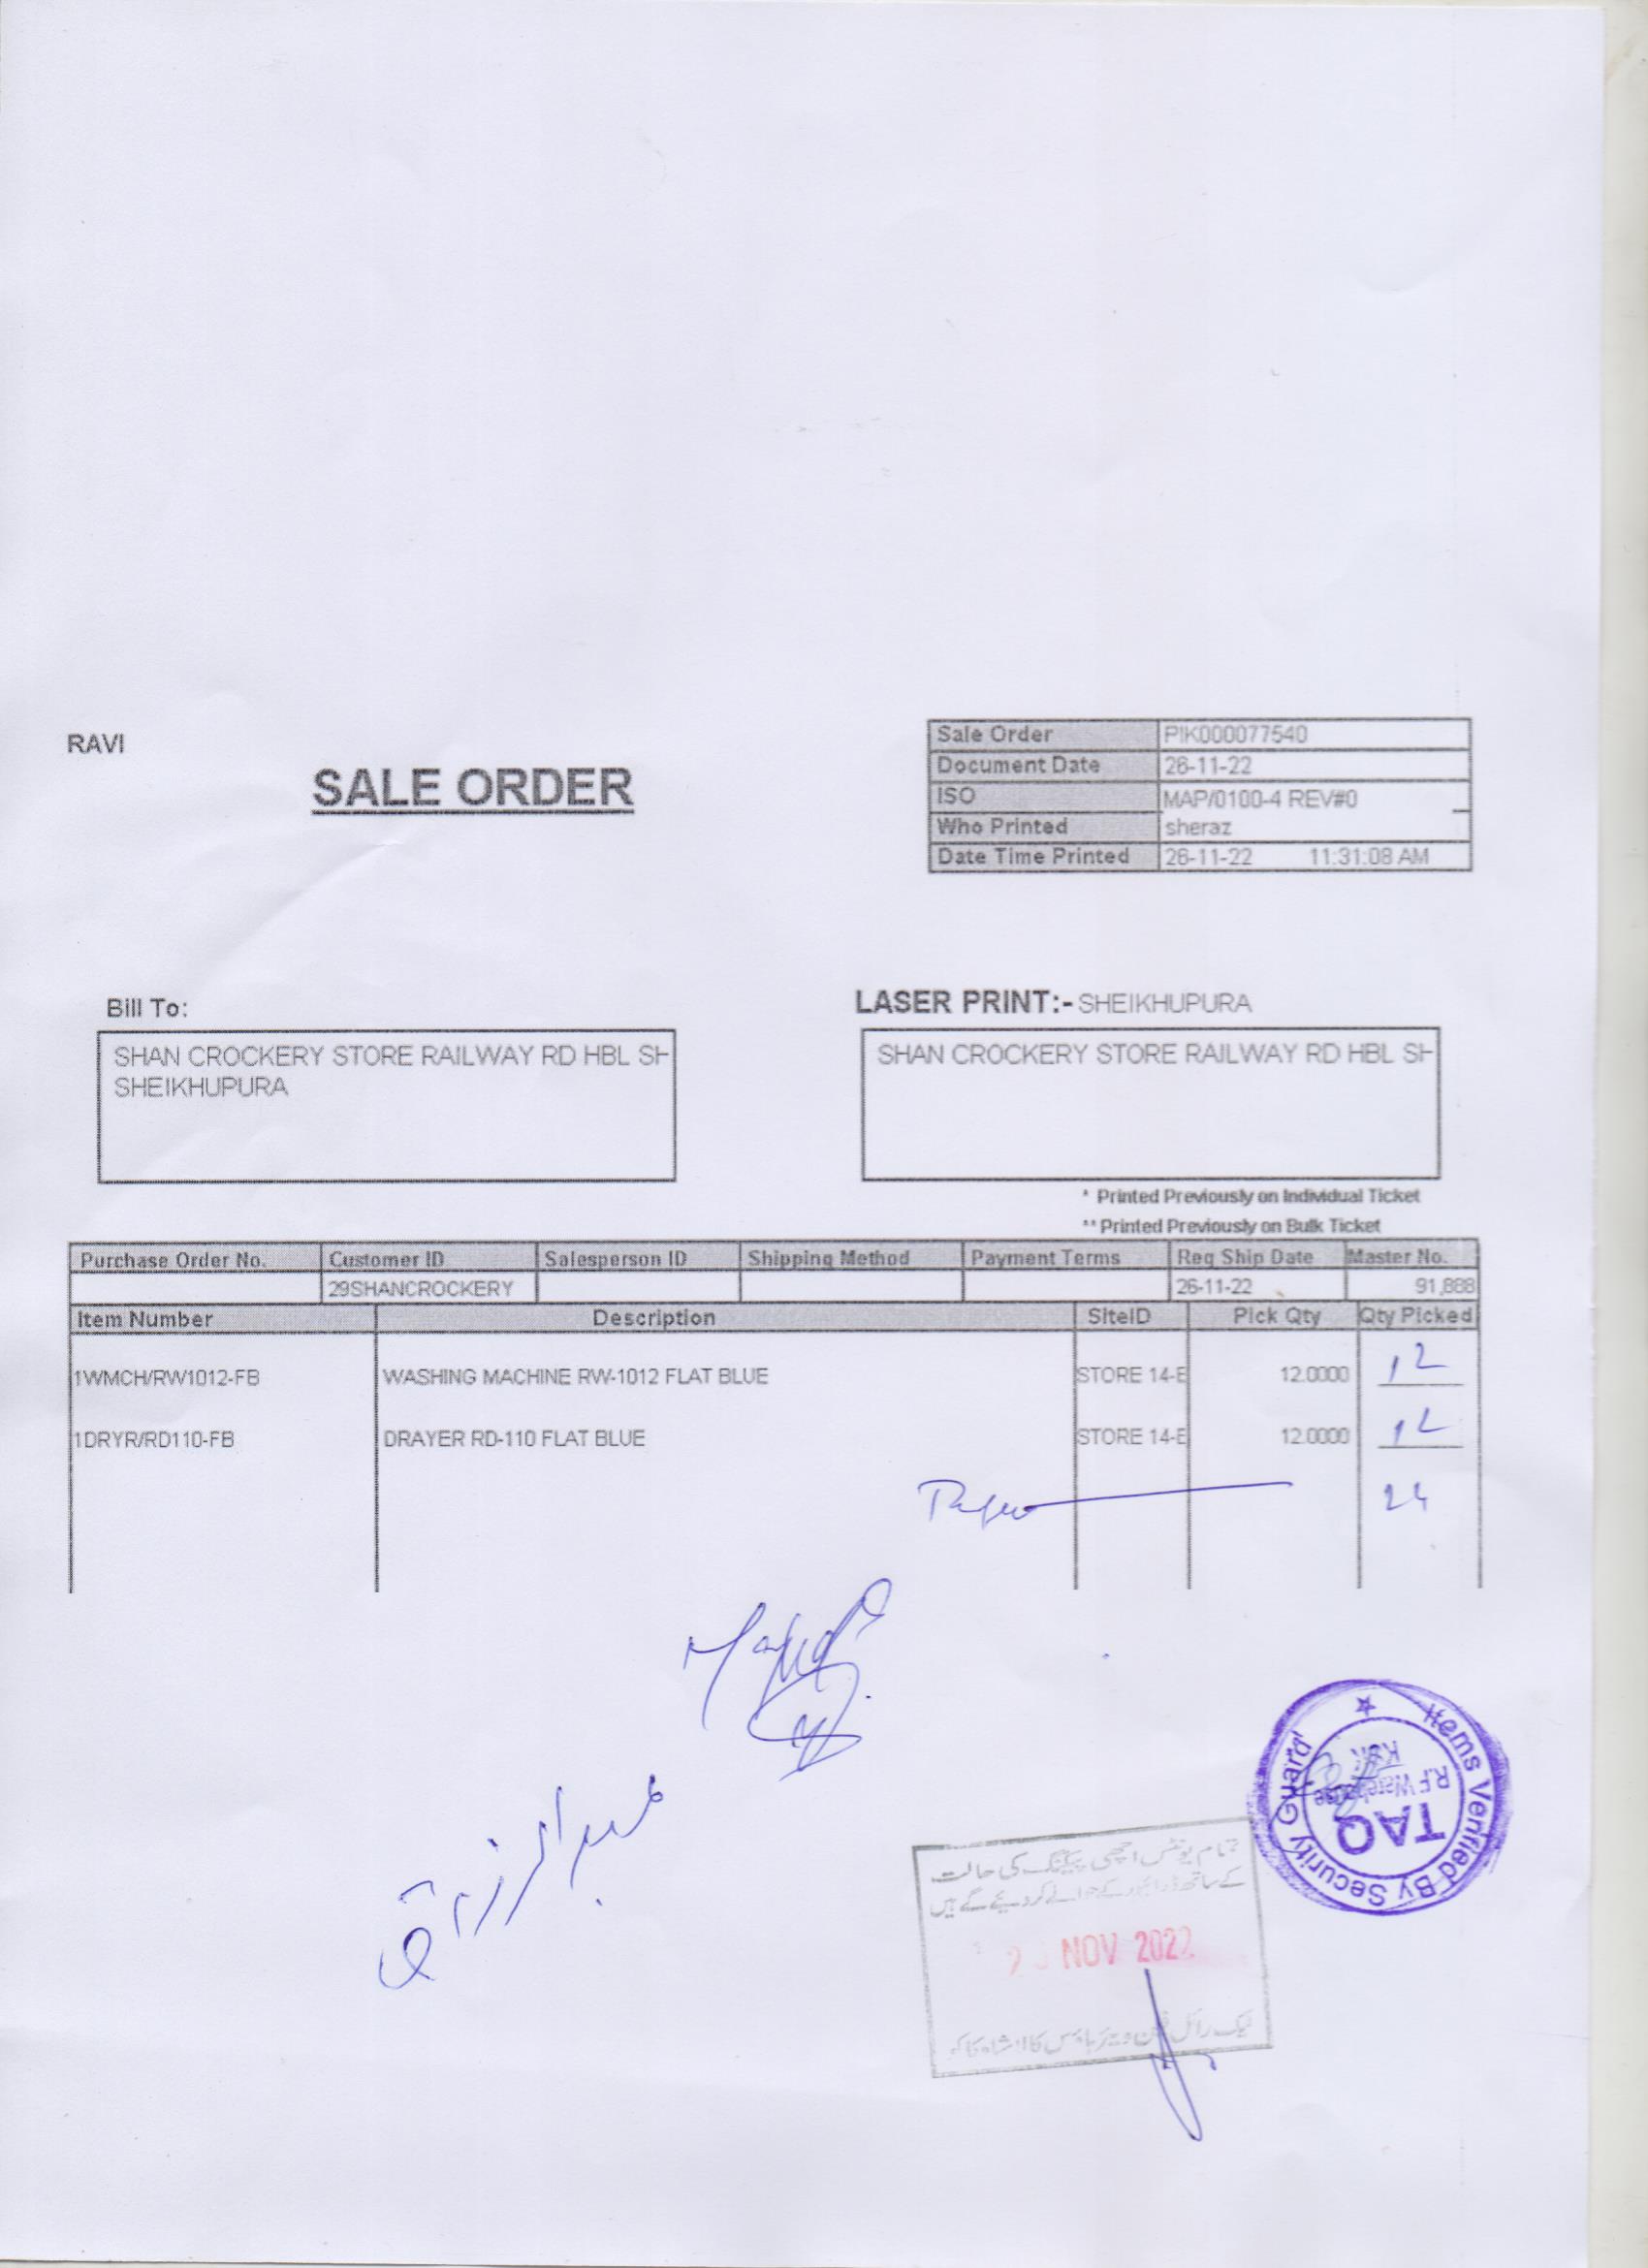 RAVI
SALE ORDER
Sale Order PIK000077540
Document Date 26-11-22
ISO MAP/0100-4 REV#0
Who Printed sheraz
Date Time Printed 26-11-22 11:31:08 AM
Bill To:
SHAN CROCKERY STORE RAILWAY RD HBL SH
SHEIKHUPURA
LASER PRINT:- SHEIKHUPURA
SHAN CROCKERY STORE RAILWAY RD HBL SH
* Printed Previously on Individual Ticket
** Printed Previously on Bulk Ticket
Purchase Order No. Customer ID Salesperson ID Shipping Method Payment Terms Req Ship Date Master No.
29SHANCROCKERY 26-11-22 91,888
Item Number Description SiteID Pick Qty Qty Picked
1WMCH/RW1012-FB WASHING MACHINE RW-1012 FLAT BLUE STORE 14-E 12.0000 12
1DRYR/RD110-FB DRAYER RD-110 FLAT BLUE STORE 14-E 12.0000 12
24
عبدالرزاق
Items Verified By Security Guard
TAQ
R.F Warehouse
KSK
تمام یونٹس اچھی پیکنگ کی حالت
کے ساتھ ڈرائیور کے حوالے کر دیئے گئے ہیں
NOV 2022